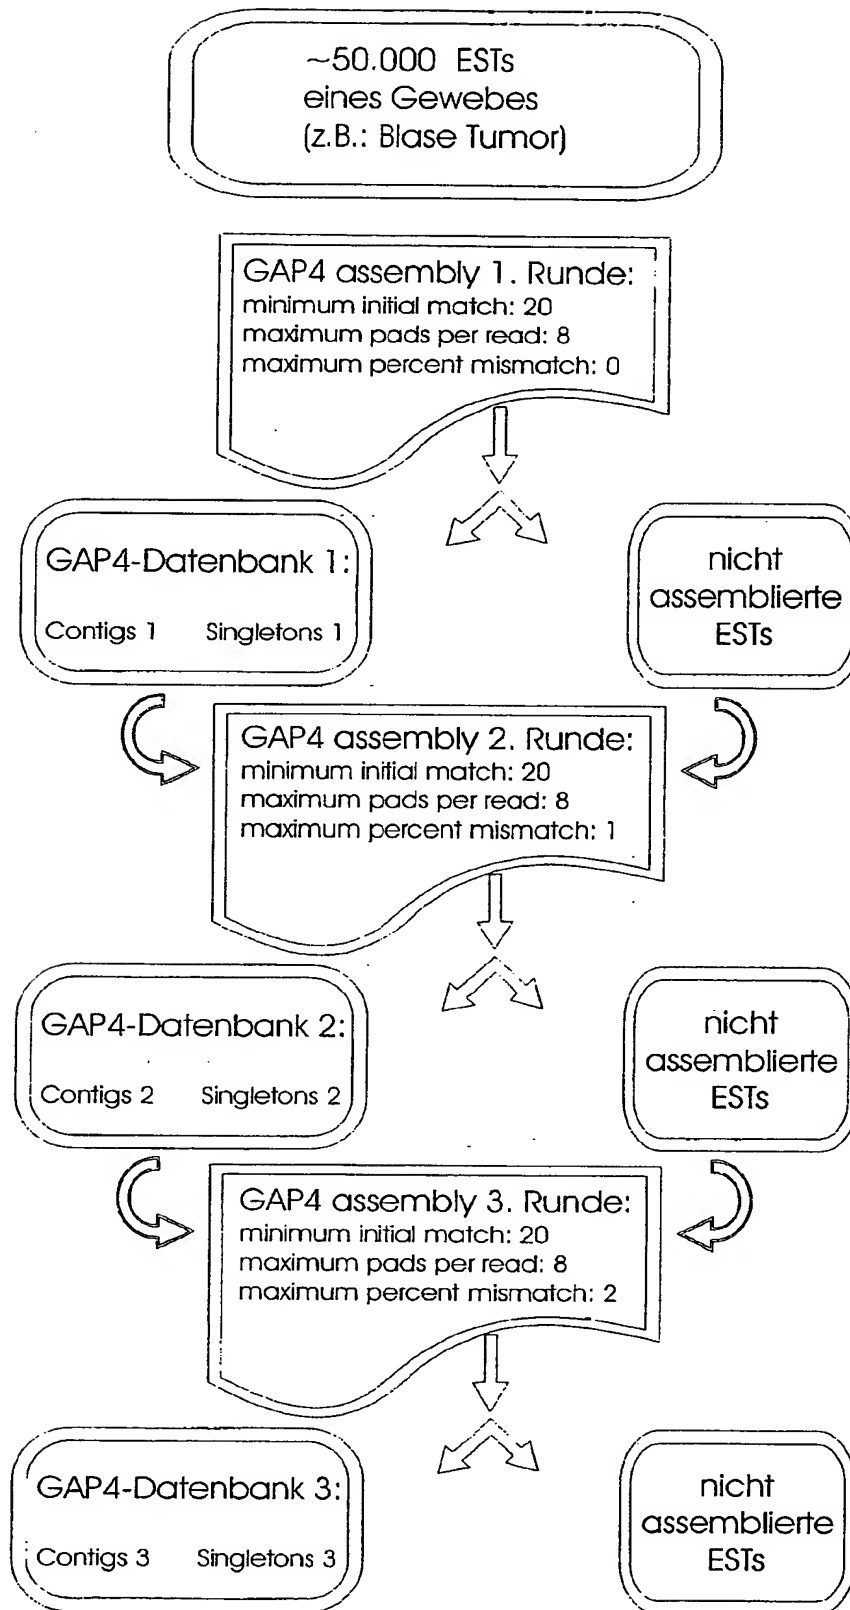 ~50.000 ESTs
eines Gewebes
(z.B.: Blase Tumor)
GAP4 assembly 1. Runde:
minimum initial match: 20
maximum pads per read: 8
maximum percent mismatch: 0
GAP4-Datenbank 1:
Contigs 1 Singletons 1
nicht
assemblierte
ESTs
GAP4 assembly 2. Runde:
minimum initial match: 20
maximum pads per read: 8
maximum percent mismatch: 1
GAP4-Datenbank 2:
Contigs 2 Singletons 2
nicht
assemblierte
ESTs
GAP4 assembly 3. Runde:
minimum initial match: 20
maximum pads per read: 8
maximum percent mismatch: 2
GAP4-Datenbank 3:
Contigs 3 Singletons 3
nicht
assemblierte
ESTs